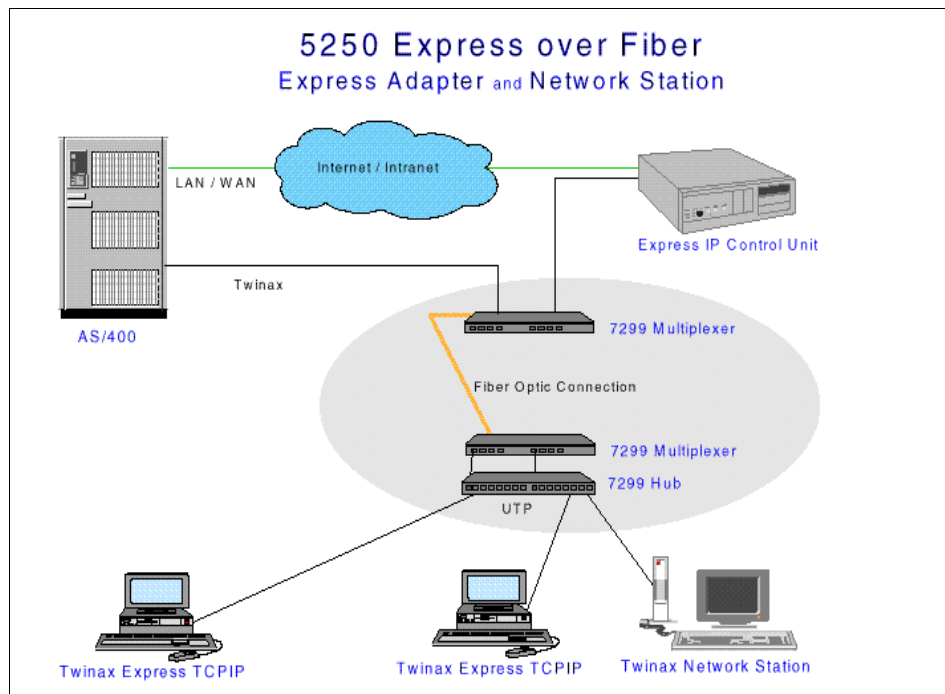 5250 Express over Fiber
Express Adapter and Network Station
Internet / Intranet
LAN / WAN
Express IP Control Unit
Twinax
AS/400
7299 Multiplexer
Fiber Optic Connection
7299 Multiplexer
7299 Hub
UTP
Twinax Express TCPIP
Twinax Express TCPIP
Twinax Network Station